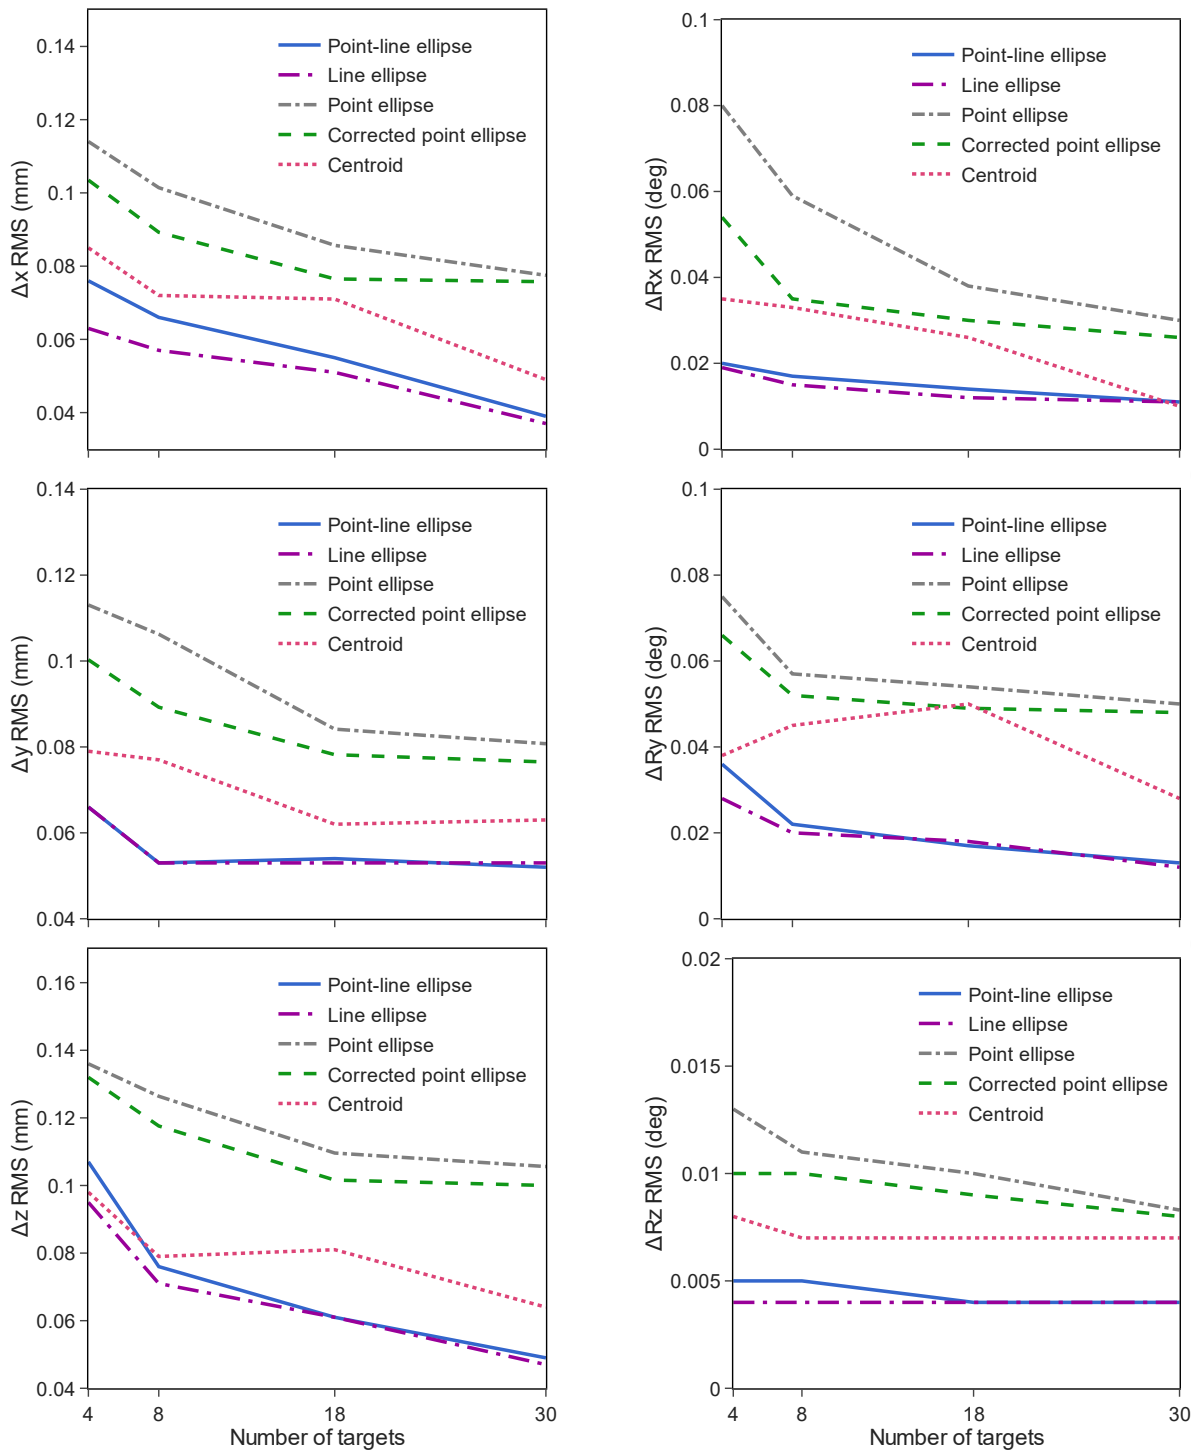 0.14
0.12
0.1
0.08
0.06
0.04
Δx RMS (mm)
Point-line ellipse
Line ellipse
Point ellipse
Corrected point ellipse
Centroid
0.1
0.08
0.06
0.04
0.02
0
ΔRx RMS (deg)
Point-line ellipse
Line ellipse
Point ellipse
Corrected point ellipse
Centroid
0.14
0.12
0.1
0.08
0.06
0.04
Δy RMS (mm)
Point-line ellipse
Line ellipse
Point ellipse
Corrected point ellipse
Centroid
0.1
0.08
0.06
0.04
0.02
0
ΔRy RMS (deg)
Point-line ellipse
Line ellipse
Point ellipse
Corrected point ellipse
Centroid
0.16
0.14
0.12
0.1
0.08
0.06
0.04
Δz RMS (mm)
Point-line ellipse
Line ellipse
Point ellipse
Corrected point ellipse
Centroid
4 8 18 30
Number of targets
0.02
0.015
0.01
0.005
0
ΔRz RMS (deg)
Point-line ellipse
Line ellipse
Point ellipse
Corrected point ellipse
Centroid
4 8 18 30
Number of targets